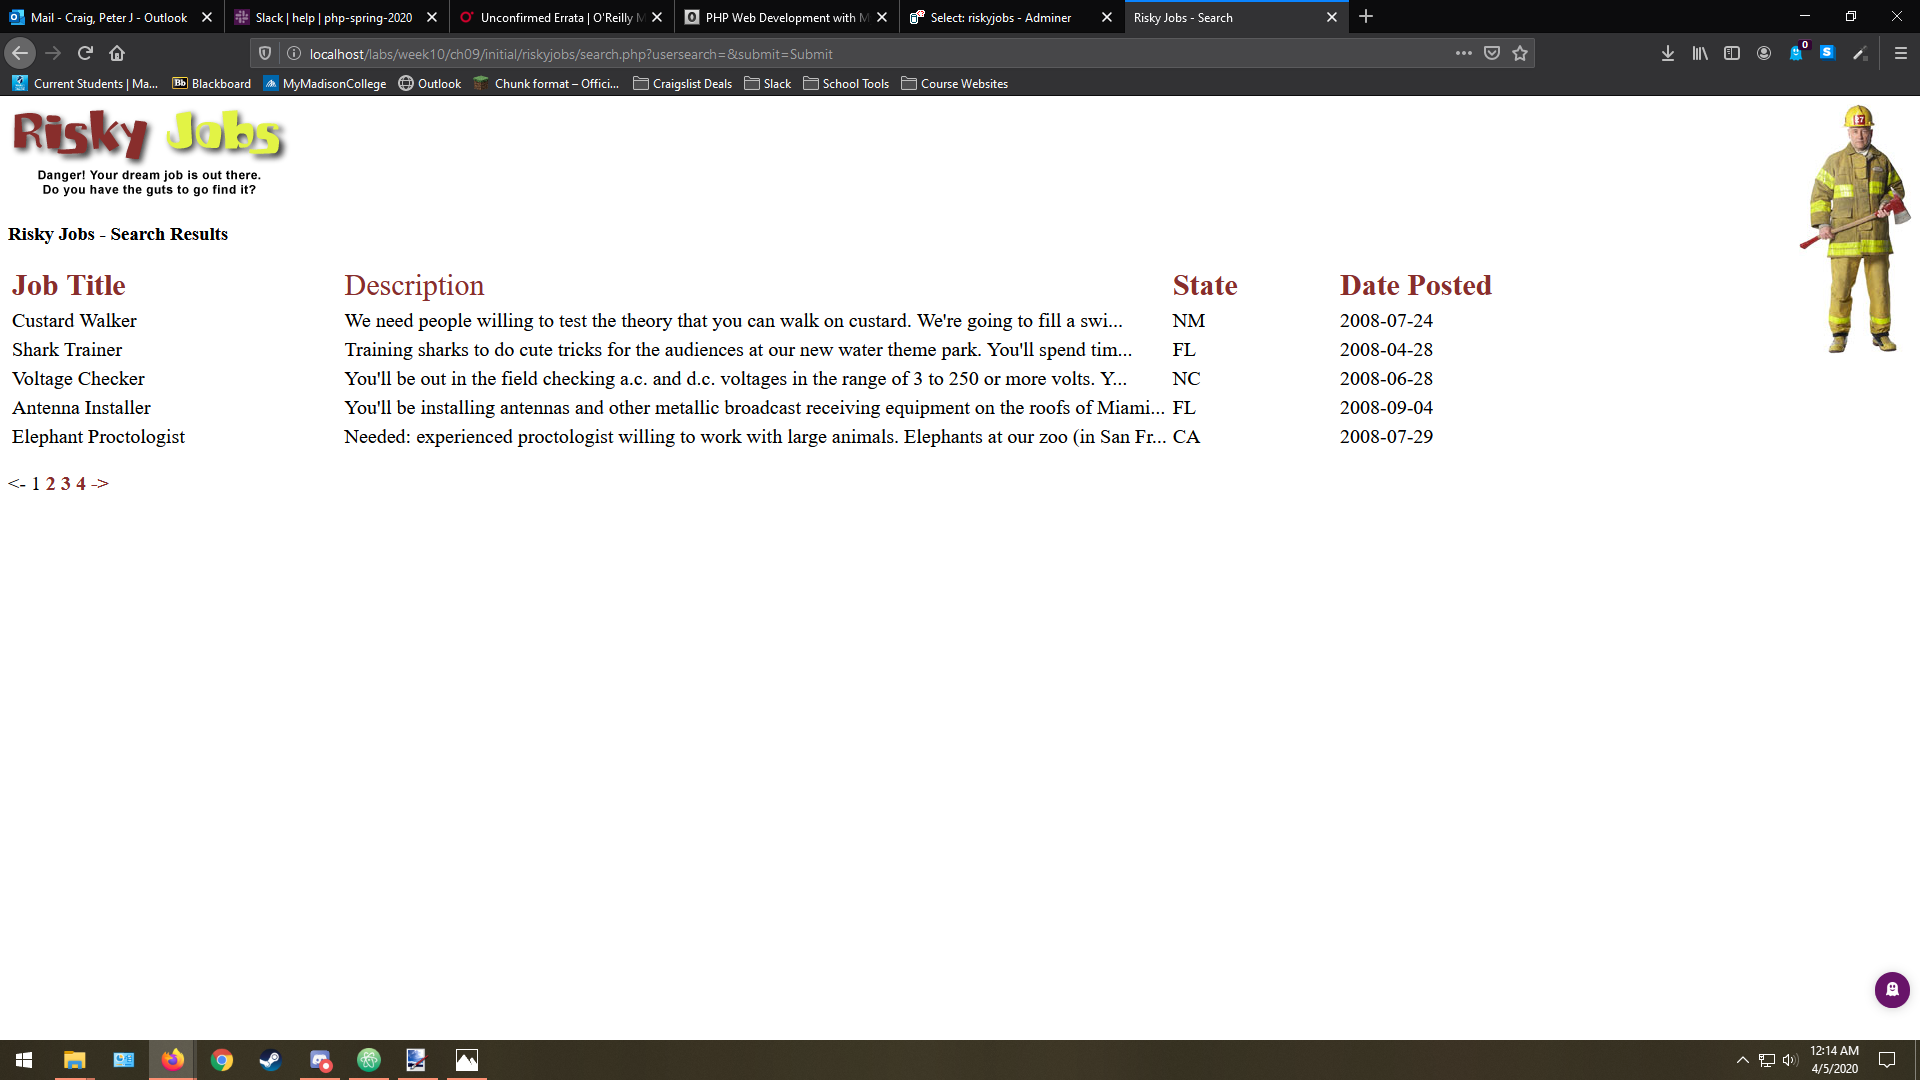 Mail - Craig, Peter J - Outlook
Slack | help | php-spring-2020
Unconfirmed Errata | O'Reilly M
PHP Web Development with M
Select: riskyjobs - Adminer
Risky Jobs - Search
localhost/labs/week10/ch09/initial/riskyjobs/search.php?usersearch=&submit=Submit
0
S
Current Students | Ma...
Bb Blackboard
MyMadisonCollege
Outlook
Chunk format – Offici...
Craigslist Deals
Slack
School Tools
Course Websites
Risky Jobs
Danger! Your dream job is out there.
Do you have the guts to go find it?
27
Risky Jobs - Search Results
Job Title Description State Date Posted
Custard Walker We need people willing to test the theory that you can walk on custard. We're going to fill a swi... NM 2008-07-24
Shark Trainer Training sharks to do cute tricks for the audiences at our new water theme park. You'll spend tim... FL 2008-04-28
Voltage Checker You'll be out in the field checking a.c. and d.c. voltages in the range of 3 to 250 or more volts. Y... NC 2008-06-28
Antenna Installer You'll be installing antennas and other metallic broadcast receiving equipment on the roofs of Miami... FL 2008-09-04
Elephant Proctologist Needed: experienced proctologist willing to work with large animals. Elephants at our zoo (in San Fr... CA 2008-07-29
<- 1 2 3 4 ->
12:14 AM
4/5/2020